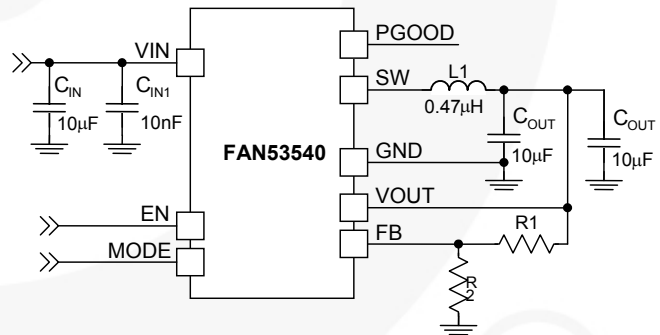 VIN
C_IN
10µF
C_IN1
10nF
EN
MODE
FAN53540
PGOOD
SW
L1
0.47µH
C_OUT
10µF
C_OUT
10µF
GND
VOUT
FB
R1
R
2